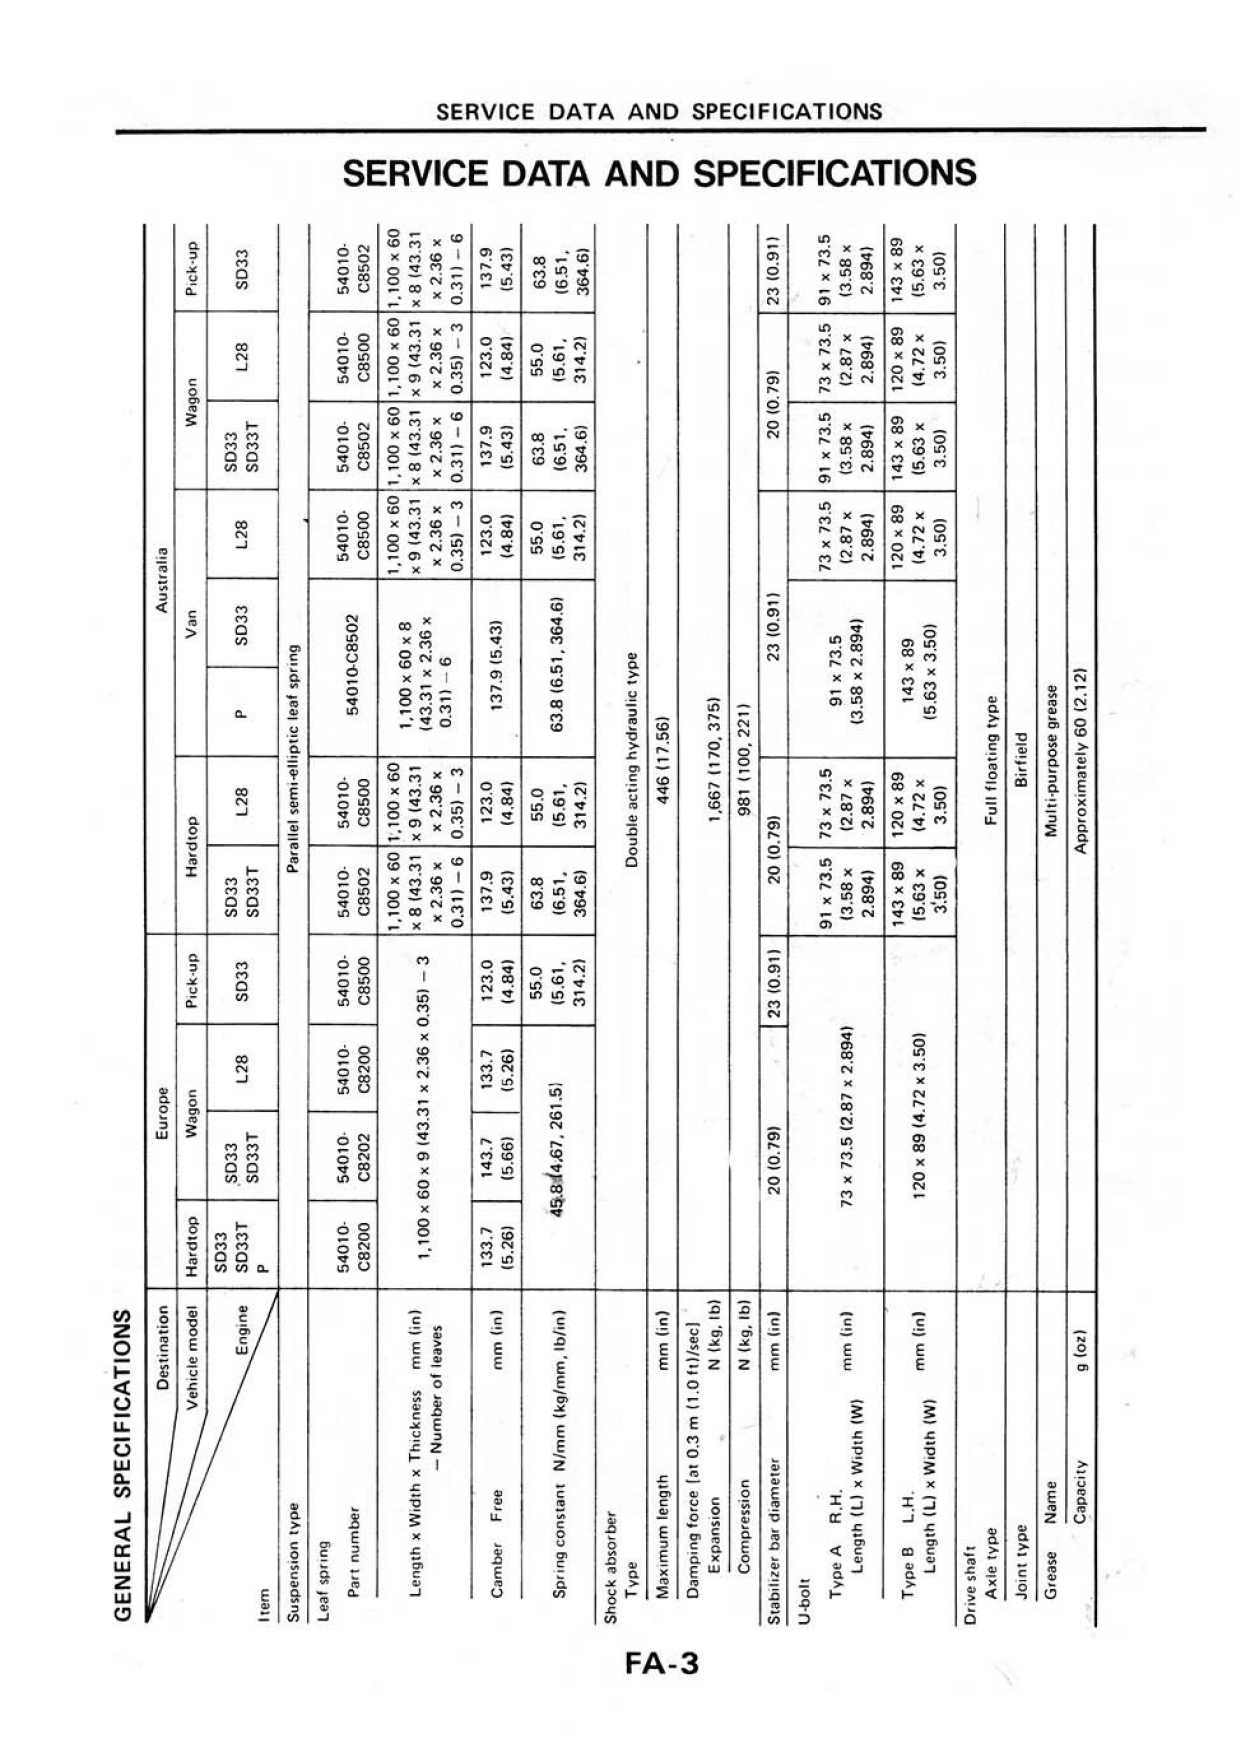 SERVICE DATA AND SPECIFICATIONS
SERVICE DATA AND SPECIFICATIONS
GENERAL SPECIFICATIONS
Destination Europe Australia
Vehicle model Hardtop Wagon Pick-up Hardtop Van Wagon Pick-up
Engine
Item
SD33 SD33T P
SD33 SD33T
L28
SD33
SD33 SD33T
L28
P
SD33
L28
SD33 SD33T
L28
SD33
Suspension type Parallel semi-elliptic leaf spring
Leaf spring
Part number 54010-C8200 54010-C8202 54010-C8200 54010-C8500 54010-C8502 54010-C8500 54010-C8502 54010-C8500 54010-C8502 54010-C8500 54010-C8502
Length x Width x Thickness mm (in)
– Number of leaves
1,100 x 60 x 9 (43.31 x 2.36 x 0.35) – 3
1,100 x 60 x 8 (43.31 x 2.36 x 0.31) – 6
1,100 x 60 x 9 (43.31 x 2.36 x 0.35) – 3
1,100 x 60 x 8 (43.31 x 2.36 x 0.31) – 6
1,100 x 60 x 9 (43.31 x 2.36 x 0.35) – 3
1,100 x 60 x 8 (43.31 x 2.36 x 0.31) – 6
1,100 x 60 x 9 (43.31 x 2.36 x 0.35) – 3
1,100 x 60 x 8 (43.31 x 2.36 x 0.31) – 6
Camber Free mm (in) 133.7 (5.26) 143.7 (5.66) 133.7 (5.26) 123.0 (4.84) 137.9 (5.43) 123.0 (4.84) 137.9 (5.43) 123.0 (4.84) 137.9 (5.43) 123.0 (4.84) 137.9 (5.43)
Spring constant N/mm (kg/mm, lb/in) 45.8 (4.67, 261.5) 55.0 (5.61, 314.2) 63.8 (6.51, 364.6) 55.0 (5.61, 314.2) 63.8 (6.51, 364.6) 55.0 (5.61, 314.2) 63.8 (6.51, 364.6) 55.0 (5.61, 314.2) 63.8 (6.51, 364.6)
Shock absorber
Type Double acting hydraulic type
Maximum length mm (in) 446 (17.56)
Damping force [at 0.3 m (1.0 ft)/sec]
Expansion N (kg, lb) 1,667 (170, 375)
Compression N (kg, lb) 981 (100, 221)
Stabilizer bar diameter mm (in) 20 (0.79) 23 (0.91) 20 (0.79) 23 (0.91) 20 (0.79) 23 (0.91)
U-bolt
Type A R.H.
Length (L) x Width (W) mm (in) 73 x 73.5 (2.87 x 2.894) 91 x 73.5 (3.58 x 2.894) 73 x 73.5 (2.87 x 2.894) 91 x 73.5 (3.58 x 2.894) 73 x 73.5 (2.87 x 2.894) 91 x 73.5 (3.58 x 2.894) 73 x 73.5 (2.87 x 2.894) 91 x 73.5 (3.58 x 2.894)
Type B L.H.
Length (L) x Width (W) mm (in) 120 x 89 (4.72 x 3.50) 143 x 89 (5.63 x 3.50) 120 x 89 (4.72 x 3.50) 143 x 89 (5.63 x 3.50) 120 x 89 (4.72 x 3.50) 143 x 89 (5.63 x 3.50) 120 x 89 (4.72 x 3.50) 143 x 89 (5.63 x 3.50)
Drive shaft
Axle type Full floating type
Joint type Birfield
Grease Name Multi-purpose grease
Capacity g (oz) Approximately 60 (2.12)
FA-3